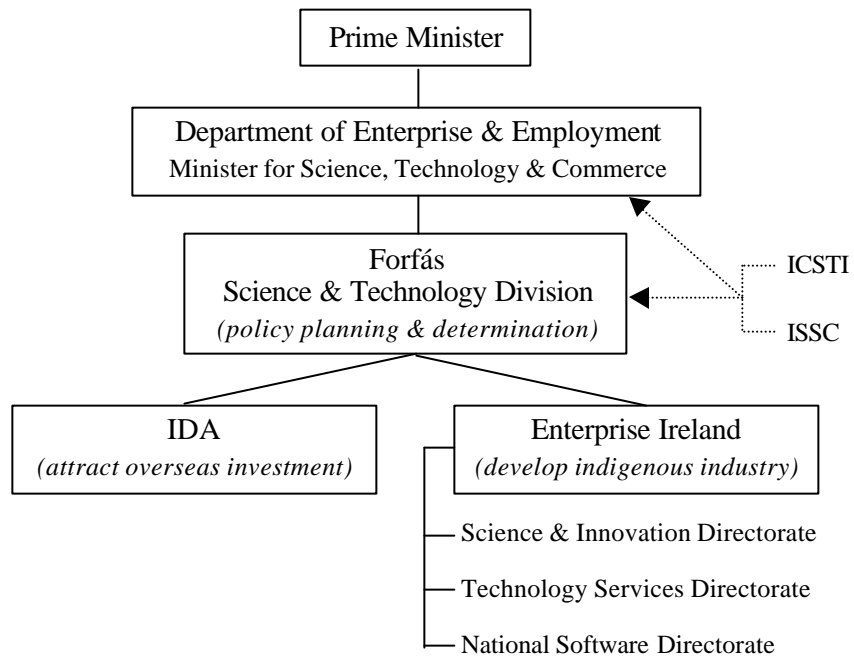 Prime Minister
Department of Enterprise & Employment
Minister for Science, Technology & Commerce
Forfás
Science & Technology Division
(policy planning & determination)
ICSTI
ISSC
IDA
(attract overseas investment)
Enterprise Ireland
(develop indigenous industry)
Science & Innovation Directorate
Technology Services Directorate
National Software Directorate